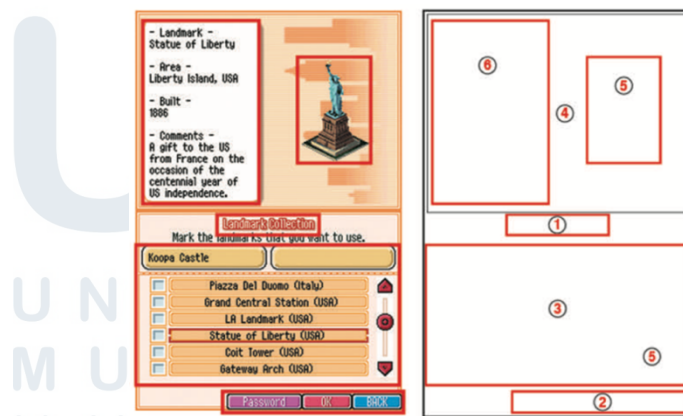 - Landmark -
Statue of Liberty
- Area -
Liberty Island, USA
- Built -
1886
- Comments -
A gift to the US
from France on the
occasion of the
centennial year of
US independence.
Landmark Collection
Mark the landmarks that you want to use.
Koopa Castle
Piazza Del Duomo (Italy)
Grand Central Station (USA)
LA Landmark (USA)
Statue of Liberty (USA)
Coit Tower (USA)
Gateway Arch (USA)
Password OK BACK
6
5
4
1
3
5
2
U N
M U